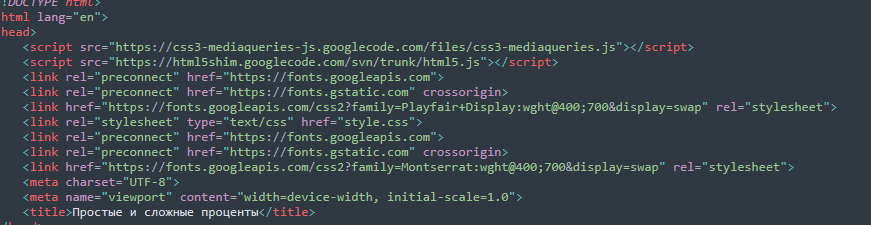 !DOCTYPE html>
html lang="en">
head>
<script src="https://css3-mediaqueries-js.googlecode.com/files/css3-mediaqueries.js"></script>
<script src="https://html5shim.googlecode.com/svn/trunk/html5.js"></script>
<link rel="preconnect" href="https://fonts.googleapis.com">
<link rel="preconnect" href="https://fonts.gstatic.com" crossorigin>
<link href="https://fonts.googleapis.com/css2?family=Playfair+Display:wght@400;700&display=swap" rel="stylesheet">
<link rel="stylesheet" type="text/css" href="style.css">
<link rel="preconnect" href="https://fonts.googleapis.com">
<link rel="preconnect" href="https://fonts.gstatic.com" crossorigin>
<link href="https://fonts.googleapis.com/css2?family=Montserrat:wght@400;700&display=swap" rel="stylesheet">
<meta charset="UTF-8">
<meta name="viewport" content="width=device-width, initial-scale=1.0">
<title>Простые и сложные проценты</title>